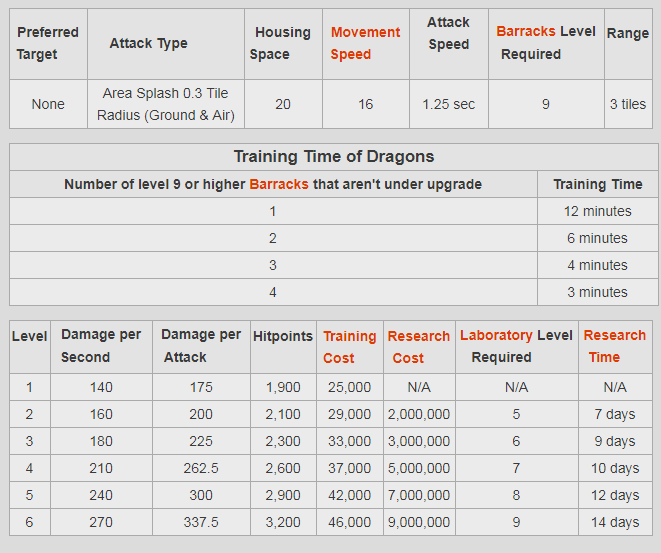 Preferred Target Attack Type Housing Space Movement Speed Attack Speed Barracks Level Required Range
None Area Splash 0.3 Tile Radius (Ground & Air) 20 16 1.25 sec 9 3 tiles
Training Time of Dragons
Number of level 9 or higher Barracks that aren't under upgrade Training Time
1 12 minutes
2 6 minutes
3 4 minutes
4 3 minutes
Level Damage per Second Damage per Attack Hitpoints Training Cost Research Cost Laboratory Level Required Research Time
1 140 175 1,900 25,000 N/A N/A N/A
2 160 200 2,100 29,000 2,000,000 5 7 days
3 180 225 2,300 33,000 3,000,000 6 9 days
4 210 262.5 2,600 37,000 5,000,000 7 10 days
5 240 300 2,900 42,000 7,000,000 8 12 days
6 270 337.5 3,200 46,000 9,000,000 9 14 days